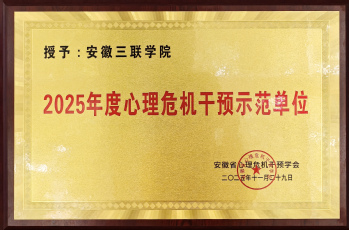 授予：安徽三联学院
2025年度心理危机干预示范单位
安徽省心理危机干预学会
二〇二五年十一月二十九日